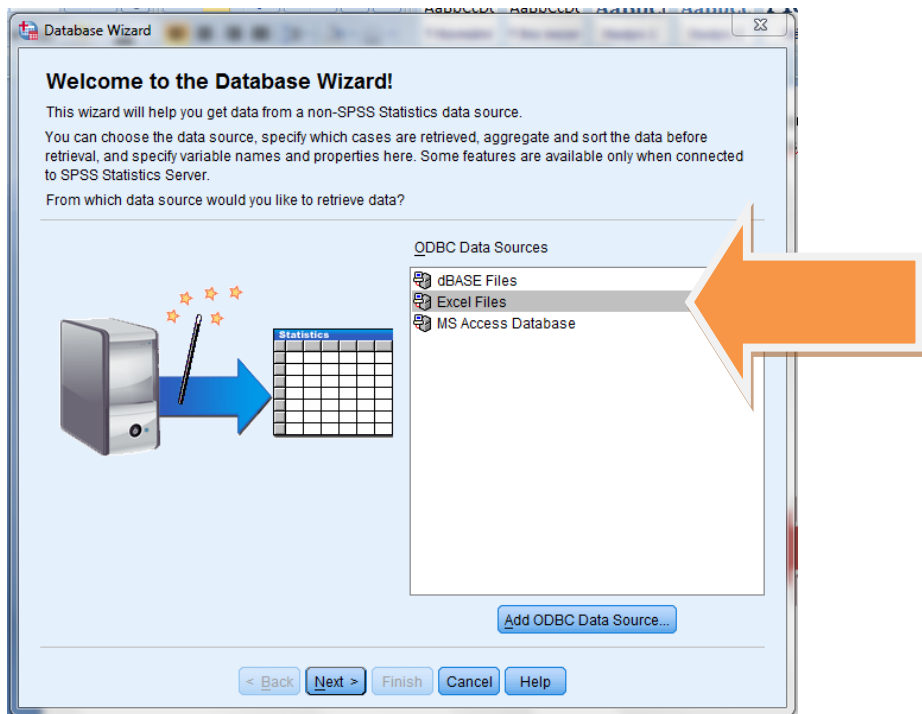 AaBbCcDc AaBbCcDc
Database Wizard
Welcome to the Database Wizard!
This wizard will help you get data from a non-SPSS Statistics data source.
You can choose the data source, specify which cases are retrieved, aggregate and sort the data before
retrieval, and specify variable names and properties here. Some features are available only when connected
to SPSS Statistics Server.
From which data source would you like to retrieve data?
ODBC Data Sources
dBASE Files
Excel Files
MS Access Database
Statistics
Add ODBC Data Source...
< Back
Next >
Finish
Cancel
Help